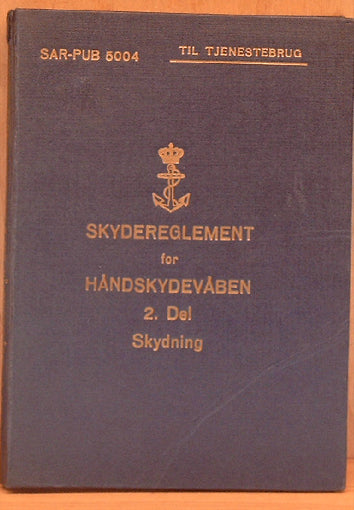 SAR-PUB 5004
TIL TJENESTEBRUG
SKYDEREGLEMENT
for
HÅNDSKYDEVÅBEN
2. Del
Skydning